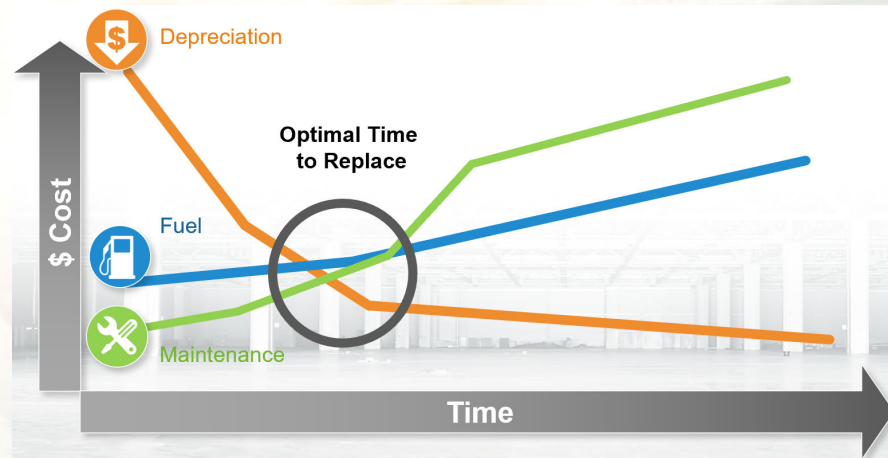 $
Depreciation
Optimal Time
to Replace
$ Cost
Fuel
Maintenance
Time